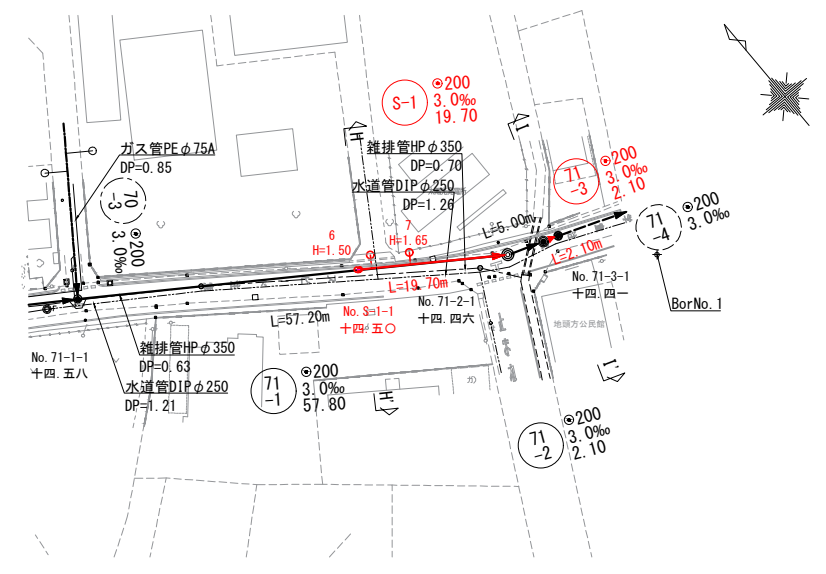 S-1
⦿200
3.0‰
19.70
ガス管PEφ75A
DP=0.85
70
-3
⦿200
3.0‰
雑排管HPφ350
DP=0.70
水道管DIPφ250
DP=1.26
H
I
71
-3
⦿200
3.0‰
2.10
6
H=1.50
7
H=1.65
L=5.00m
71
-4
⦿200
3.0‰
L=2.10m
L=19.70m
No.71-3-1
十四.四一
BorNo.1
No.S-1-1
十四.五〇
No.71-2-1
十四.四六
L=57.20m
地頭方公民館
No.71-1-1
十四.五八
雑排管HPφ350
DP=0.63
水道管DIPφ250
DP=1.21
71
-1
⦿200
3.0‰
57.80
H'
I'
71
-2
⦿200
3.0‰
2.10